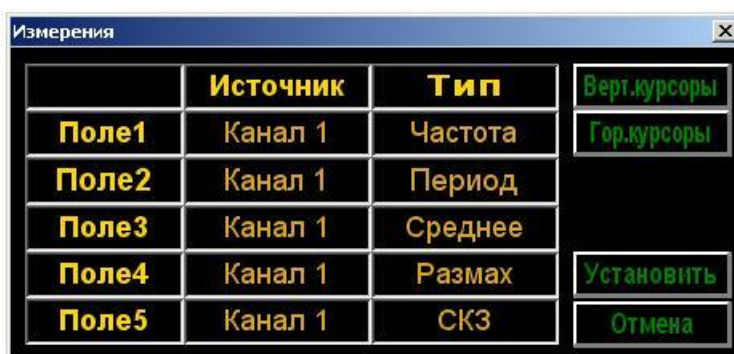 Измерения
Источник Тип Верт.курсоры
Поле1 Канал 1 Частота Гор.курсоры
Поле2 Канал 1 Период
Поле3 Канал 1 Среднее
Поле4 Канал 1 Размах Установить
Поле5 Канал 1 СКЗ Отмена